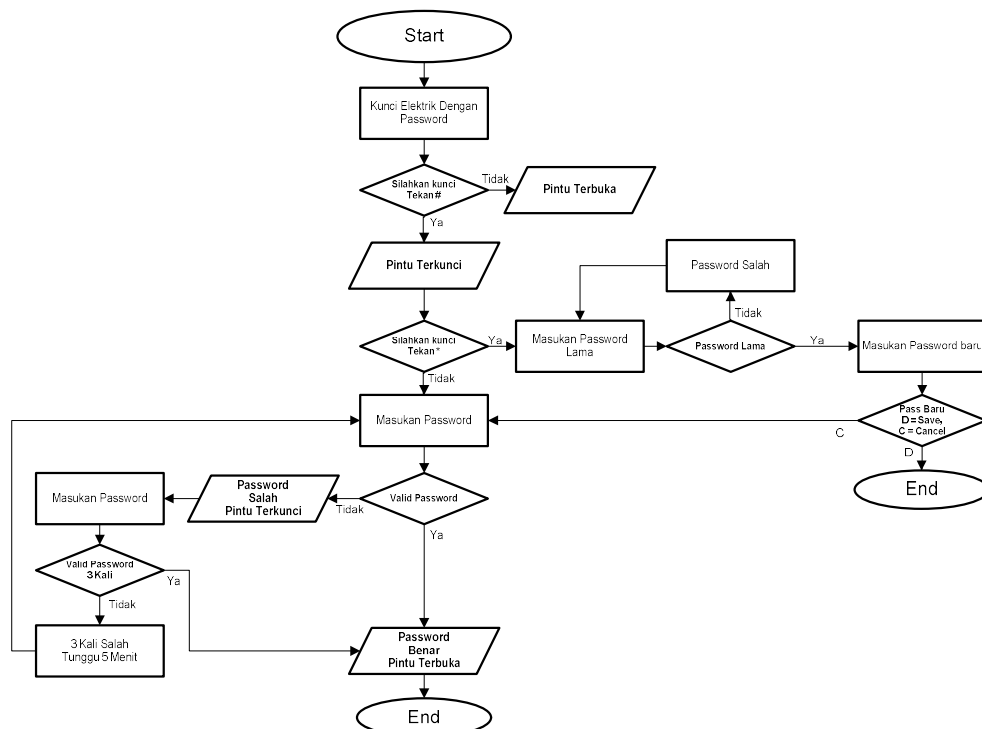 Start
Kunci Elektrik Dengan
Password
Silahkan kunci
Tekan #
Tidak
Pintu Terbuka
Ya
Pintu Terkunci
Silahkan kunci
Tekan *
Ya
Masukan Password
Lama
Password Lama
Tidak
Password Salah
Ya
Masukan Password baru
Pass Baru
D = Save,
C = Cancel
C
D
End
Tidak
Masukan Password
Valid Password
Tidak
Password
Salah
Pintu Terkunci
Masukan Password
Valid Password
3 Kali
Ya
Tidak
3 Kali Salah
Tunggu 5 Menit
Ya
Password
Benar
Pintu Terbuka
End